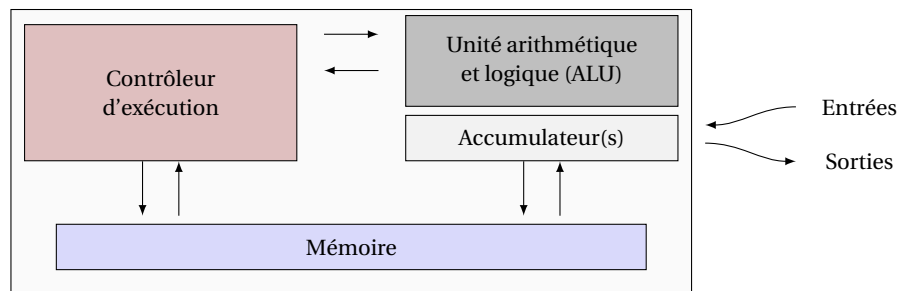 Contrôleur
d'exécution
Unité arithmétique
et logique (ALU)
Accumulateur(s)
Entrées
Sorties
Mémoire